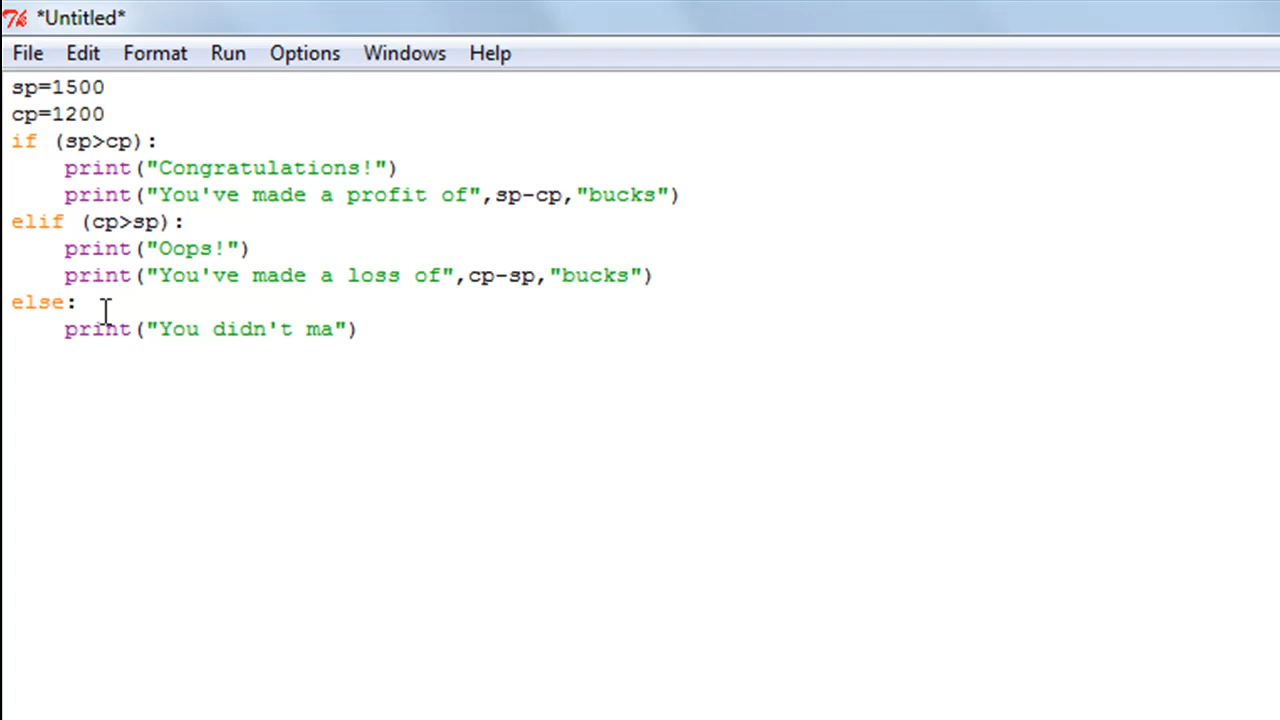 *Untitled*
File Edit Format Run Options Windows Help
sp=1500
cp=1200
if (sp>cp):
    print("Congratulations!")
    print("You've made a profit of",sp-cp,"bucks")
elif (cp>sp):
    print("Oops!")
    print("You've made a loss of",cp-sp,"bucks")
else:
    print("You didn't ma")